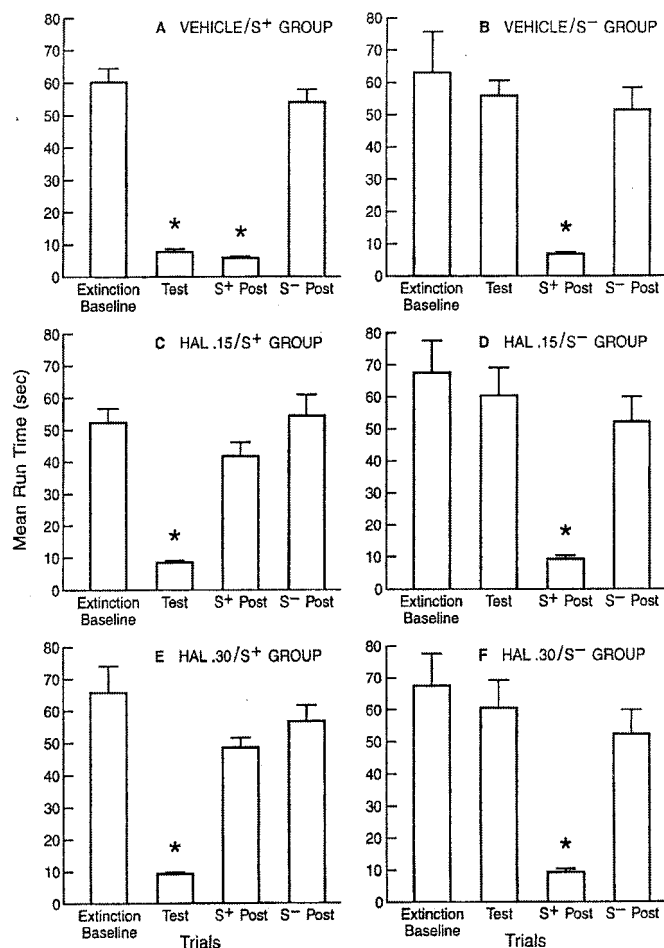 A VEHICLE/S+ GROUP
80
70
60
50
40
30
20
10
0
*
*
Extinction Baseline
Test
S+ Post
S− Post
B VEHICLE/S− GROUP
80
70
60
50
40
30
20
10
0
*
Extinction Baseline
Test
S+ Post
S− Post
Mean Run Time (sec)
C HAL .15/S+ GROUP
80
70
60
50
40
30
20
10
0
*
Extinction Baseline
Test
S+ Post
S− Post
D HAL .15/S− GROUP
80
70
60
50
40
30
20
10
0
*
Extinction Baseline
Test
S+ Post
S− Post
E HAL .30/S+ GROUP
80
70
60
50
40
30
20
10
0
*
Extinction Baseline
Test
S+ Post
S− Post
Trials
F HAL .30/S− GROUP
80
70
60
50
40
30
20
10
0
*
Extinction Baseline
Test
S+ Post
S− Post
Trials